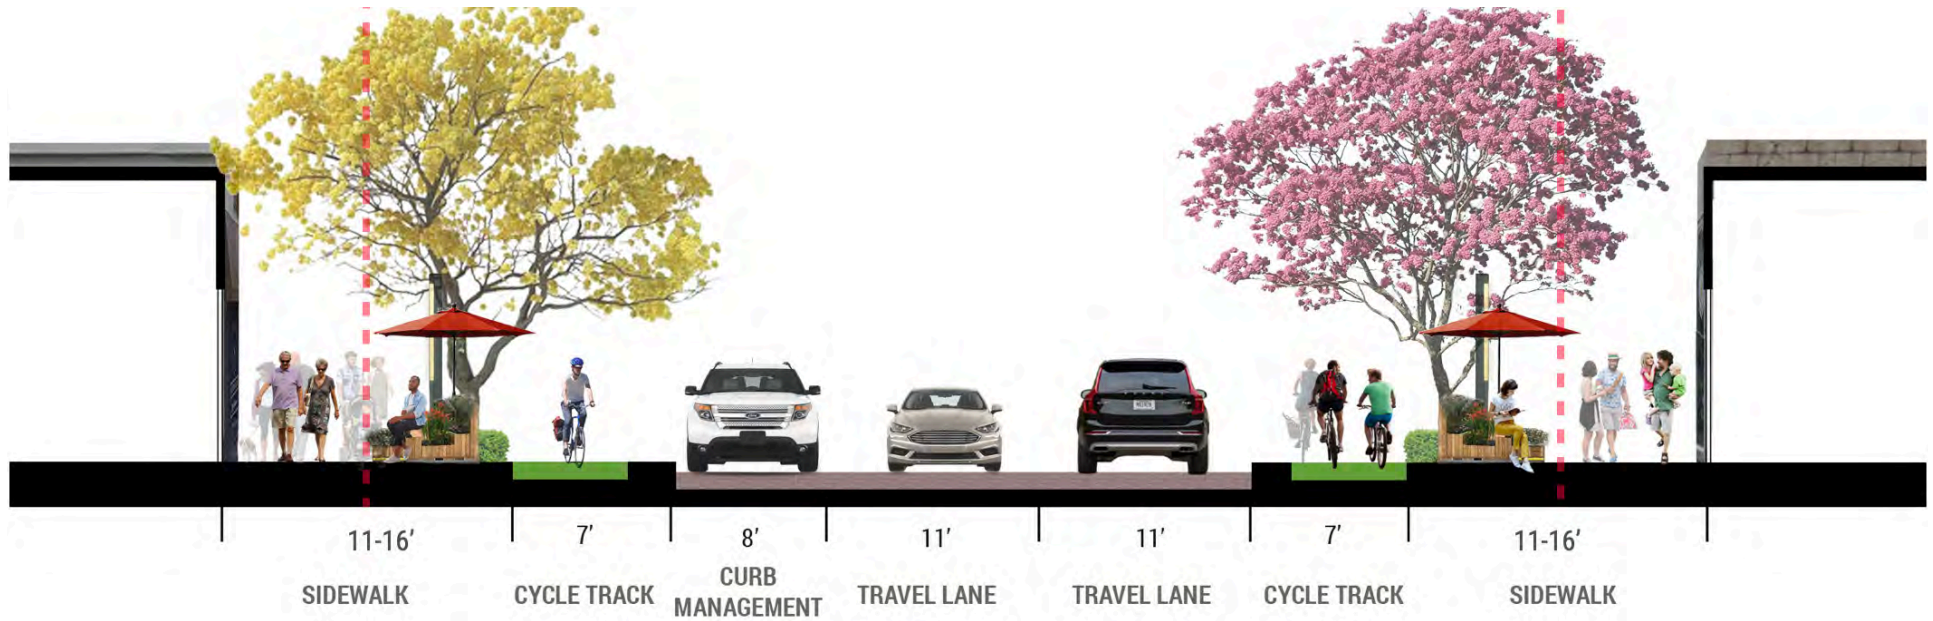 11-16’
7’
8’
11’
11’
7’
11-16’
SIDEWALK
CYCLE TRACK
CURB
MANAGEMENT
TRAVEL LANE
TRAVEL LANE
CYCLE TRACK
SIDEWALK